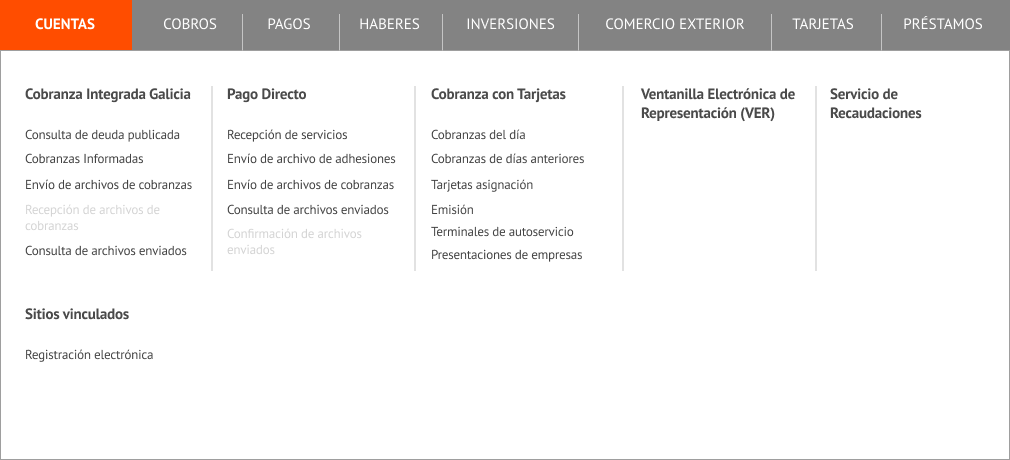 CUENTAS
COBROS
PAGOS
HABERES
INVERSIONES
COMERCIO EXTERIOR
TARJETAS
PRÉSTAMOS
Cobranza Integrada Galicia
Consulta de deuda publicada
Cobranzas Informadas
Envío de archivos de cobranzas
Recepción de archivos de
cobranzas
Consulta de archivos enviados
Pago Directo
Recepción de servicios
Envío de archivo de adhesiones
Envío de archivos de cobranzas
Consulta de archivos enviados
Confirmación de archivos
enviados
Cobranza con Tarjetas
Cobranzas del día
Cobranzas de días anteriores
Tarjetas asignación
Emisión
Terminales de autoservicio
Presentaciones de empresas
Ventanilla Electrónica de
Representación (VER)
Servicio de
Recaudaciones
Sitios vinculados
Registración electrónica